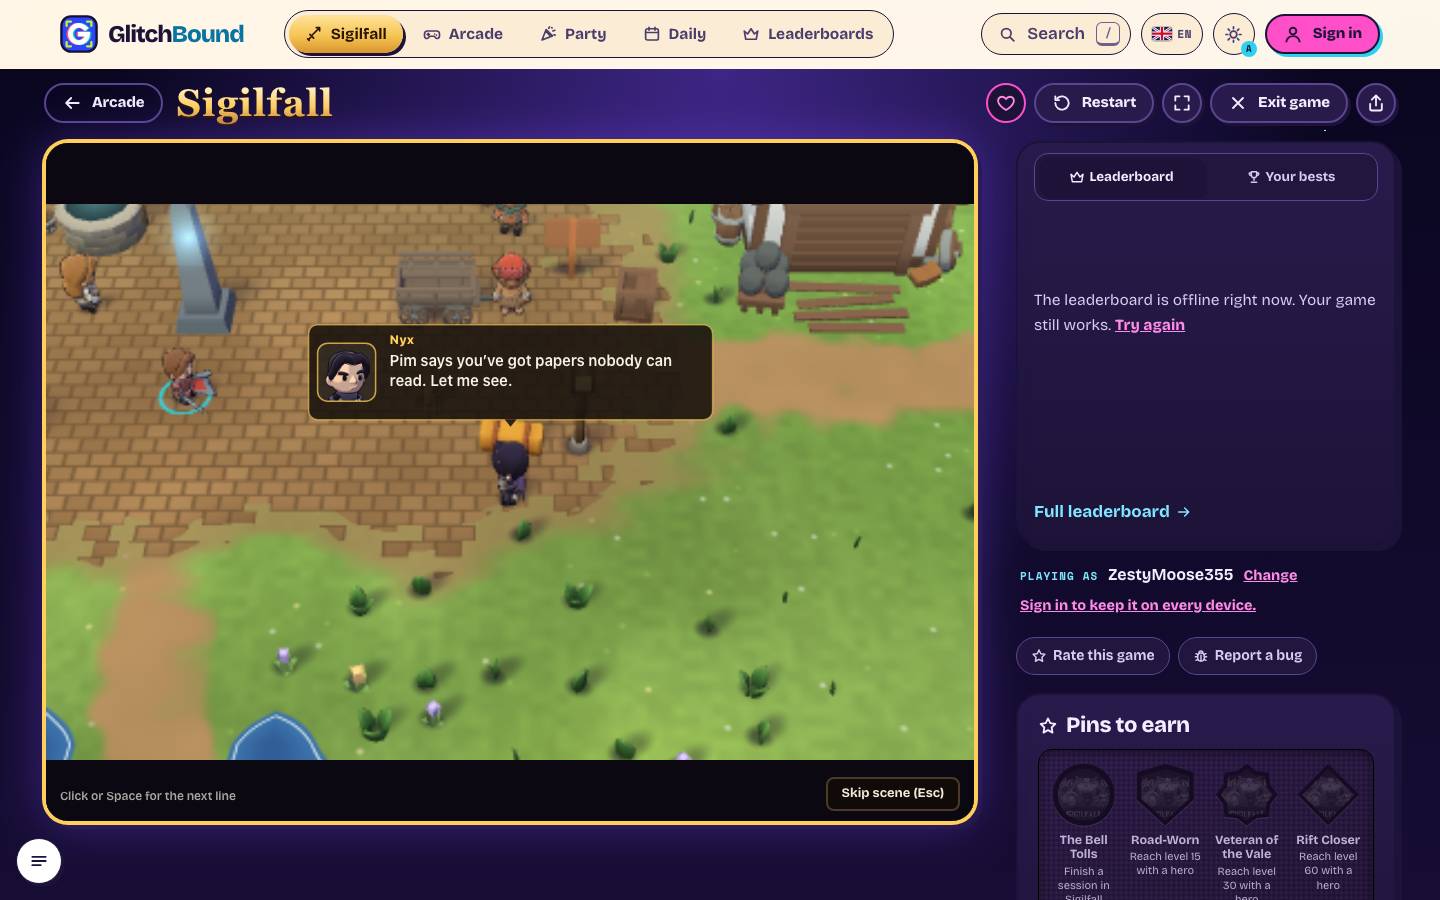 GlitchBound
Sigilfall
Arcade
Party
Daily
Leaderboards
Search /
EN
A
Sign in
Arcade
Sigilfall
Restart
Exit game
Leaderboard
Your bests
The leaderboard is offline right now. Your game
still works. Try again
Full leaderboard →
Nyx
Pim says you’ve got papers nobody can
read. Let me see.
Click or Space for the next line
Skip scene (Esc)
PLAYING AS ZestyMoose355 Change
Sign in to keep it on every device.
Rate this game
Report a bug
Pins to earn
The Bell
Tolls
Finish a
session in
Sigilfall
Road-Worn
Reach level 15
with a hero
Veteran of
the Vale
Reach level
30 with a
hero
Rift Closer
Reach level
60 with a
hero